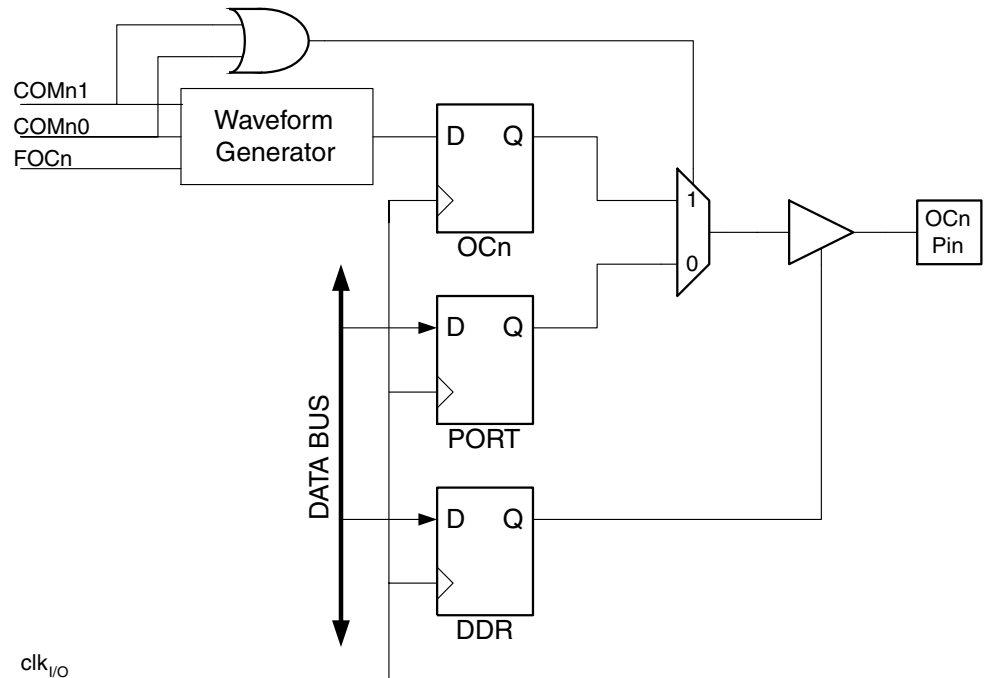 COMn1
COMn0
FOCn
Waveform
Generator
D Q
OCn
1
0
OCn
Pin
D Q
PORT
D Q
DDR
DATA BUS
clkI/O